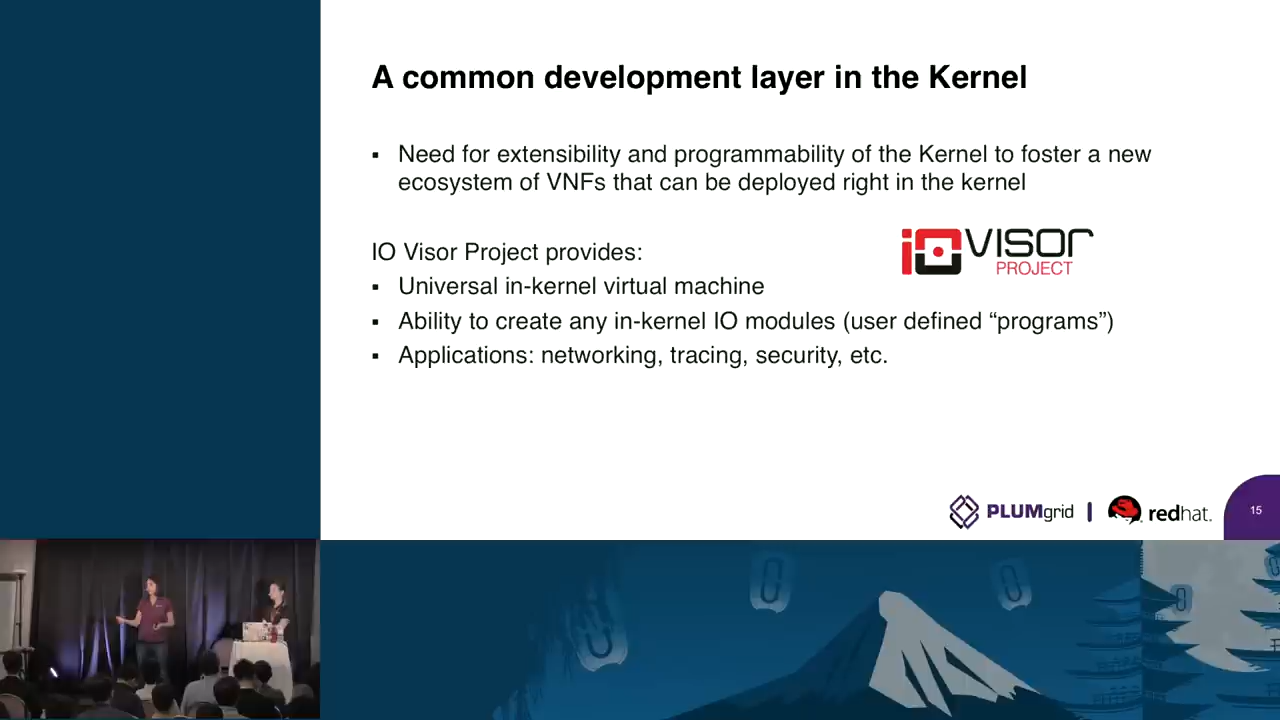 A common development layer in the Kernel
▪ Need for extensibility and programmability of the Kernel to foster a new
ecosystem of VNFs that can be deployed right in the kernel
IO Visor Project provides:
iO VISOR
PROJECT
▪ Universal in-kernel virtual machine
▪ Ability to create any in-kernel IO modules (user defined “programs”)
▪ Applications: networking, tracing, security, etc.
PLUMgrid | redhat.
15